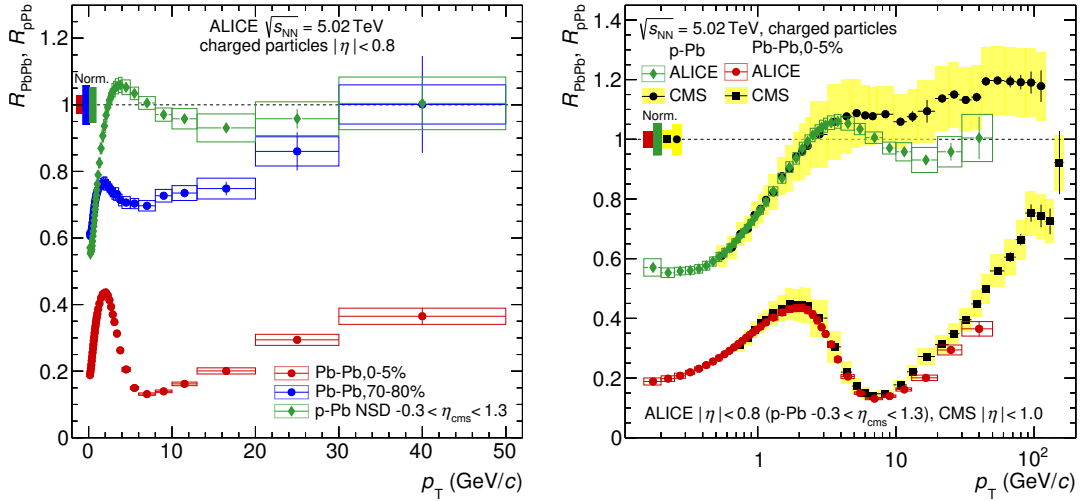 ALICE √s_NN = 5.02 TeV
charged particles |η|<0.8
R_PbPb, R_pPb
1.2
1
0.8
0.6
0.4
0.2
0
Norm.
Pb-Pb,0-5%
Pb-Pb,70-80%
p-Pb NSD -0.3<η_cms<1.3
0 10 20 30 40 50
p_T (GeV/c)
√s_NN = 5.02 TeV, charged particles
p-Pb Pb-Pb,0-5%
ALICE ALICE
CMS CMS
R_PbPb, R_pPb
1.4
1.2
1
0.8
0.6
0.4
0.2
0
Norm.
ALICE |η|<0.8 (p-Pb -0.3<η_cms<1.3), CMS |η|<1.0
1 10 10²
p_T (GeV/c)